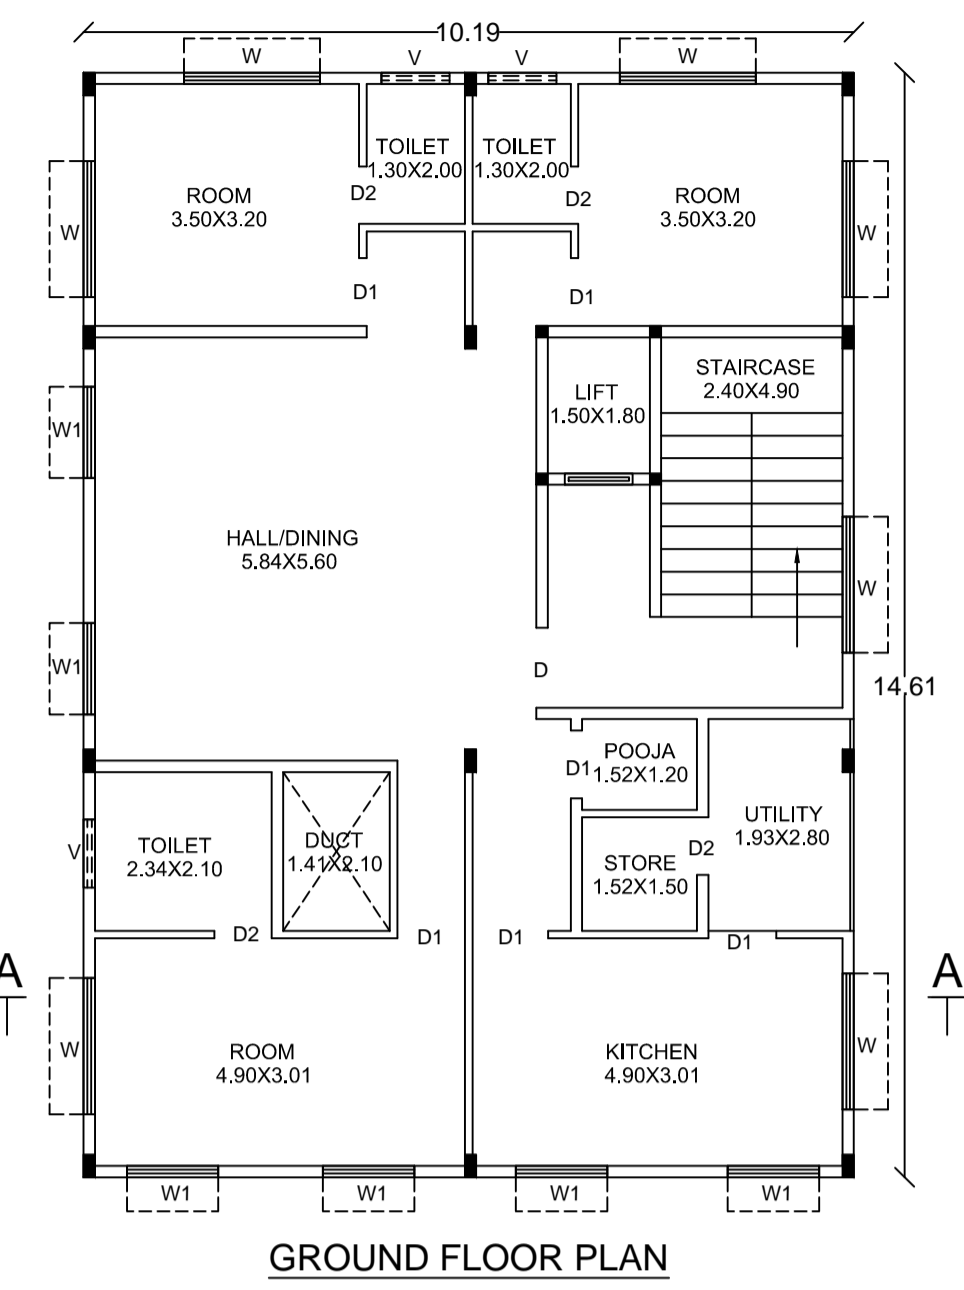 10.19
W
V
V
W
TOILET
1.30X2.00
TOILET
1.30X2.00
ROOM
3.50X3.20
D2
D2
ROOM
3.50X3.20
W
W
D1
D1
STAIRCASE
2.40X4.90
LIFT
1.50X1.80
W1
HALL/DINING
5.84X5.60
W
W1
D
14.61
POOJA
1.52X1.20
D1
UTILITY
1.93X2.80
V
TOILET
2.34X2.10
DUCT
X
1.41X2.10
D2
STORE
1.52X1.50
D2
D1
D1
D1
A
A
W
ROOM
4.90X3.01
KITCHEN
4.90X3.01
W
W1
W1
W1
W1
GROUND FLOOR PLAN